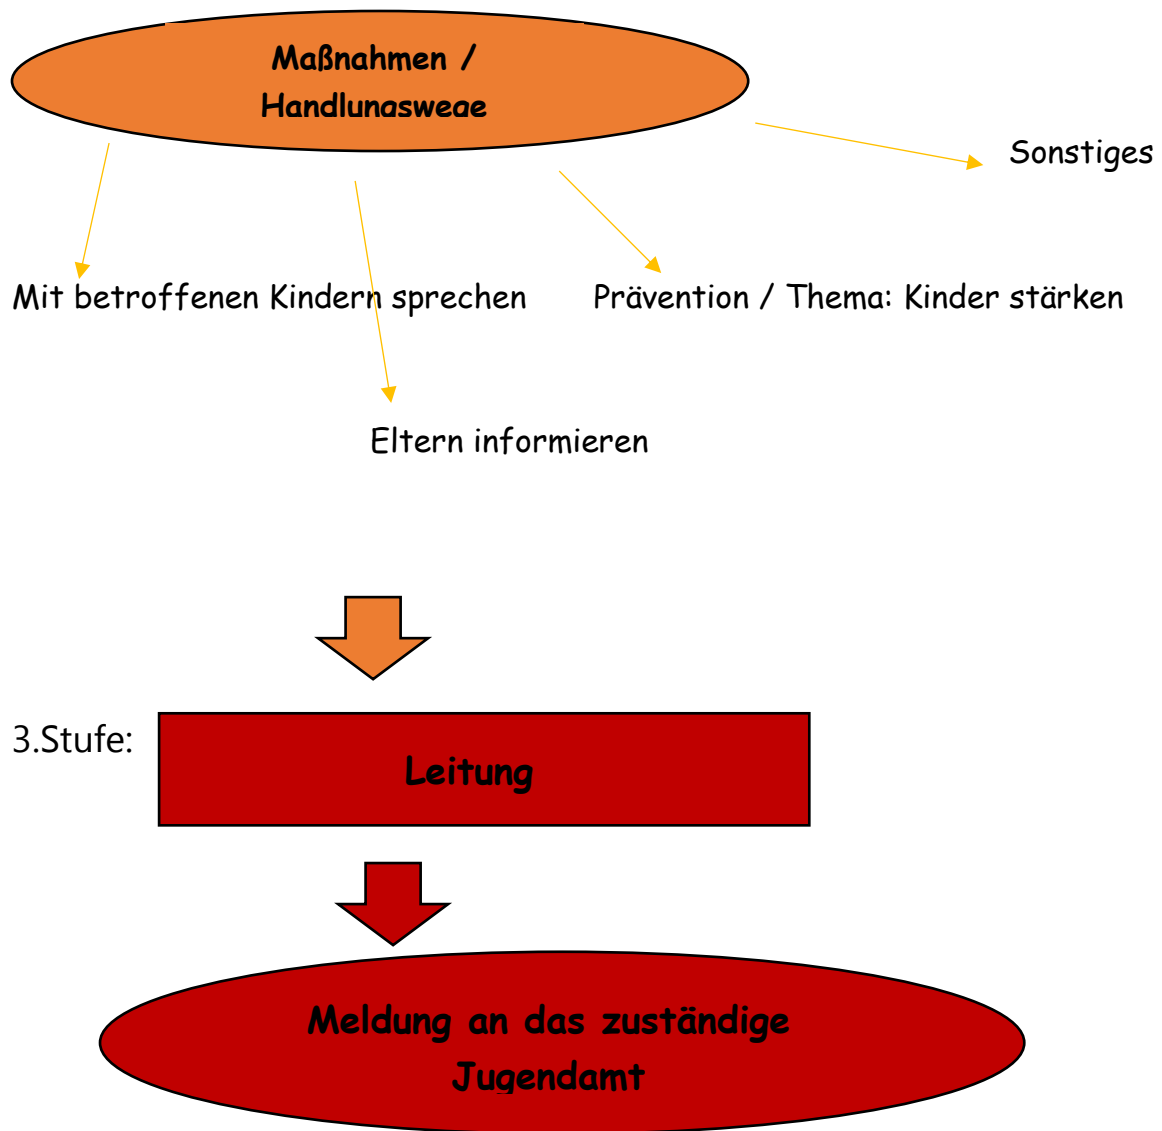 Maßnahmen /
Handlungswege
Sonstiges
Mit betroffenen Kindern sprechen
Prävention / Thema: Kinder stärken
Eltern informieren
3.Stufe:
Leitung
Meldung an das zuständige
Jugendamt